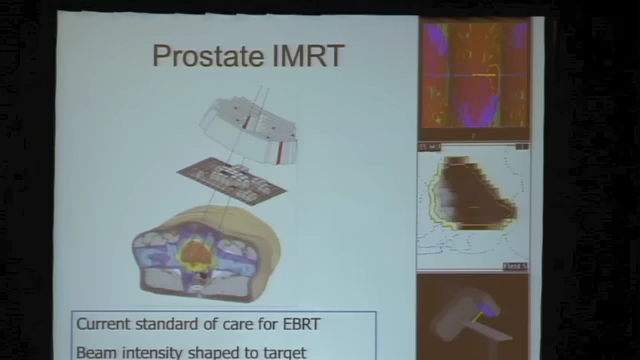 Prostate IMRT
Current standard of care for EBRT
Beam intensity shaped to target